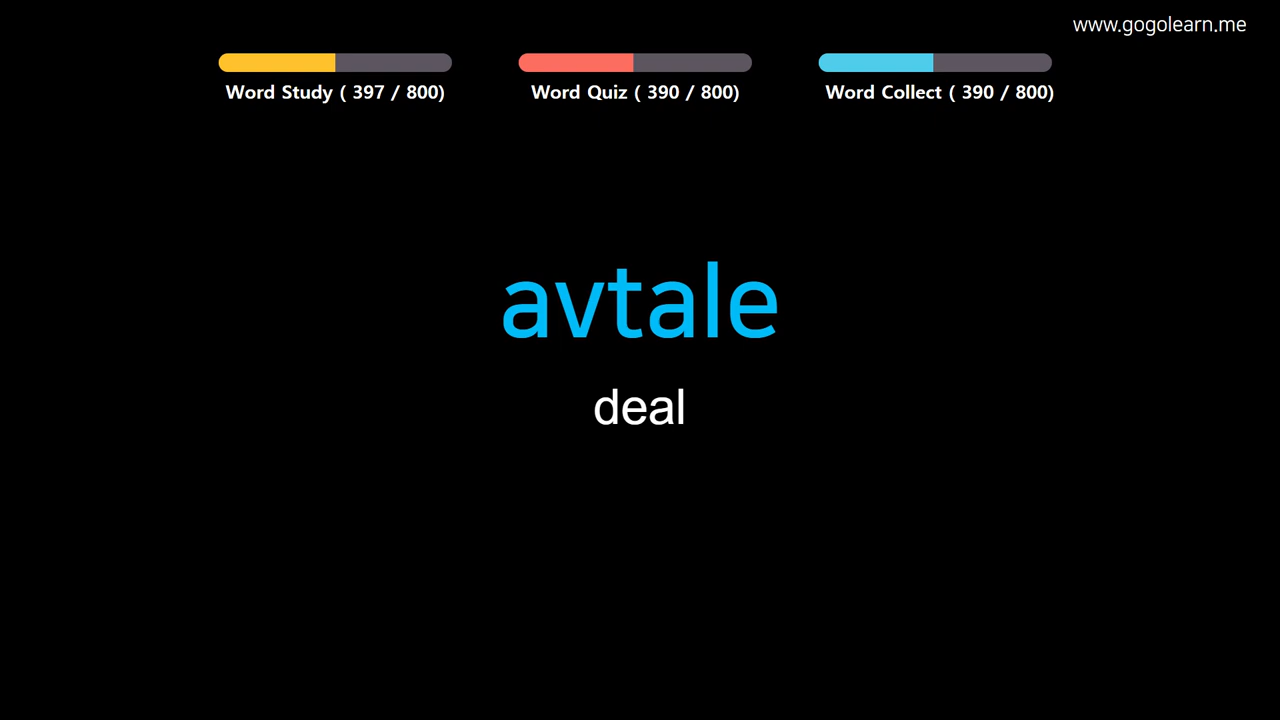 www.gogolearn.me
Word Study ( 397 / 800)
Word Quiz ( 390 / 800)
Word Collect ( 390 / 800)
avtale
deal